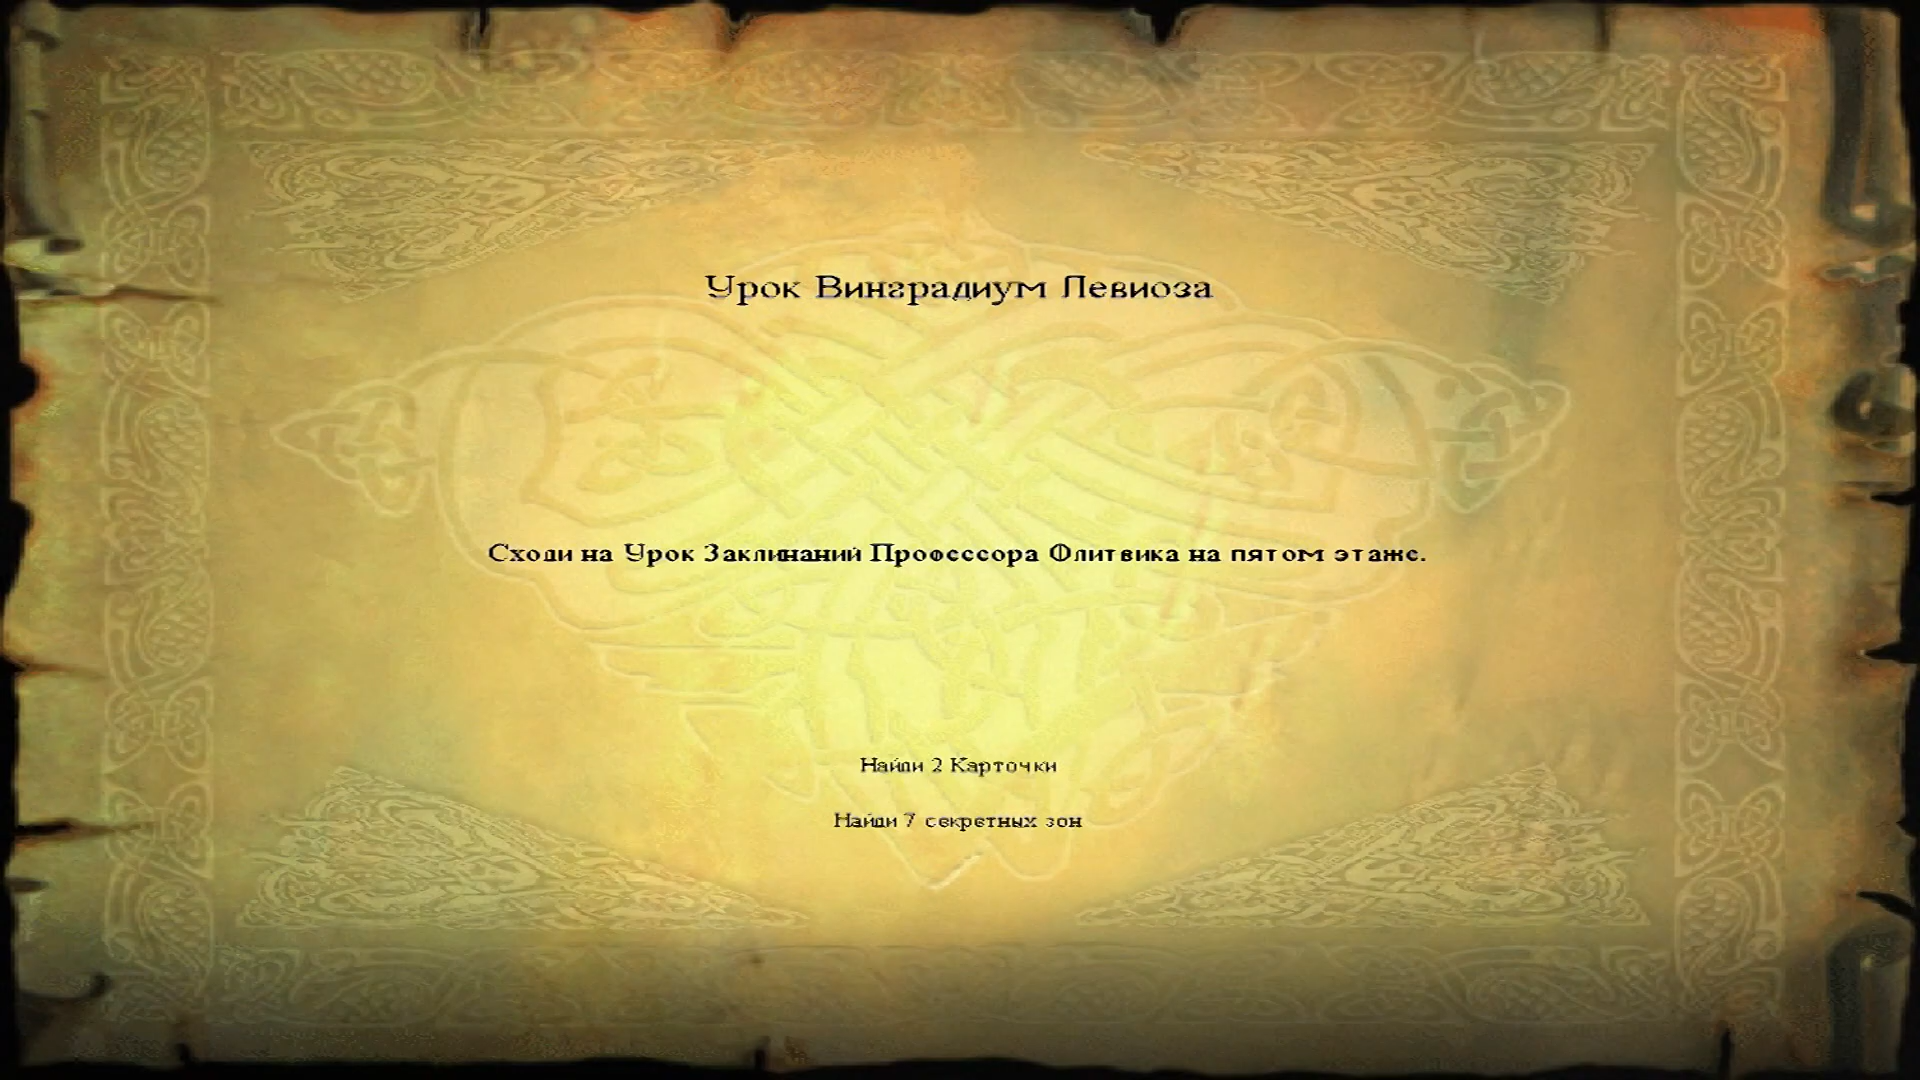 Урок Винградиум Левиоза
Сходи на Урок Заклинаний Профессора Флитвика на пятом этаже.
Найди 2 Карточки
Найди 7 секретных зон